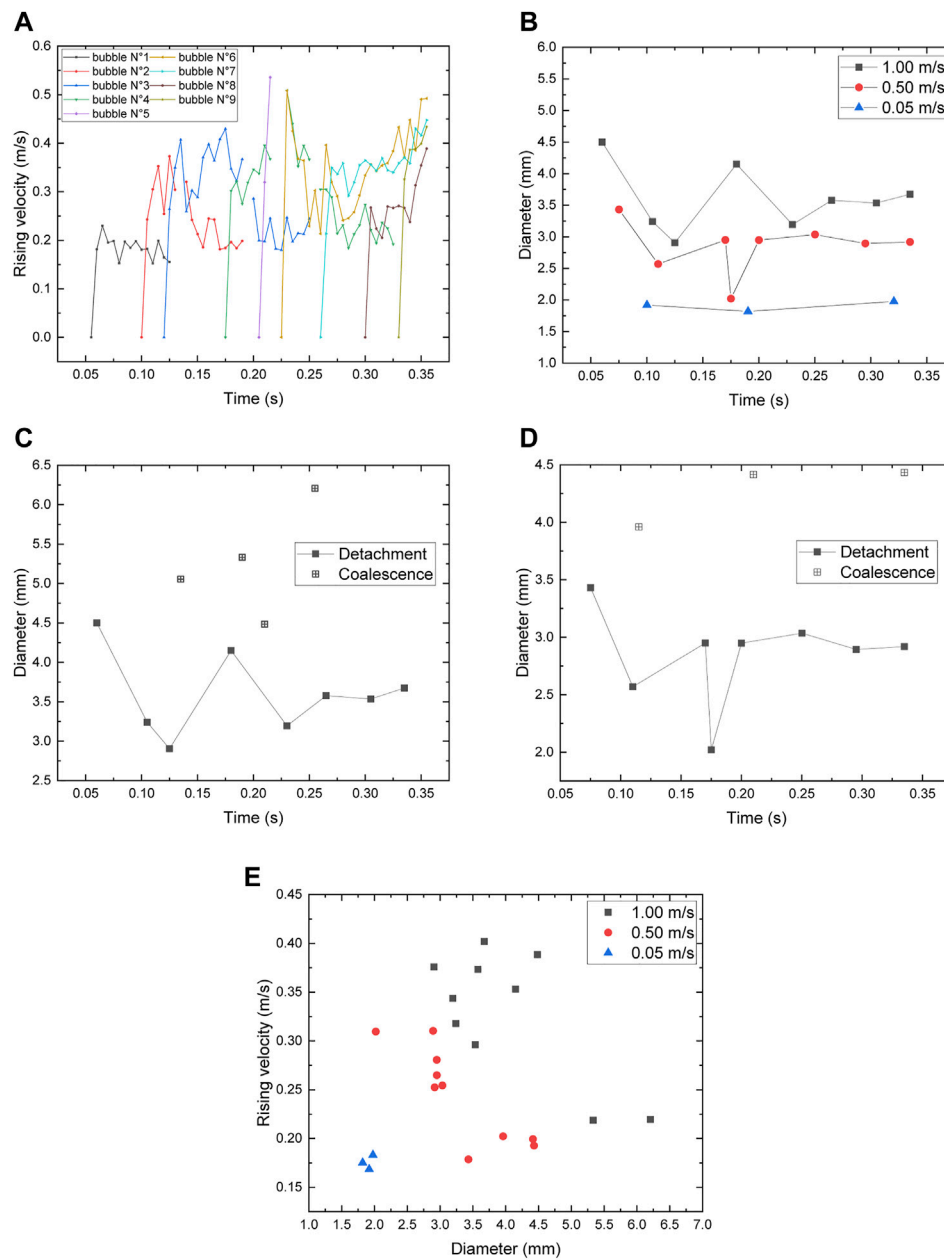 A
0.6
0.5
0.4
0.3
0.2
0.1
0.0
Rising velocity (m/s)
bubble N°1 bubble N°6
bubble N°2 bubble N°7
bubble N°3 bubble N°8
bubble N°4 bubble N°9
bubble N°5
0.05 0.10 0.15 0.20 0.25 0.30 0.35
Time (s)
B
6.0
5.5
5.0
4.5
4.0
3.5
3.0
2.5
2.0
1.5
1.0
Diameter (mm)
1.00 m/s
0.50 m/s
0.05 m/s
0.05 0.10 0.15 0.20 0.25 0.30 0.35
Time (s)
C
6.5
6.0
5.5
5.0
4.5
4.0
3.5
3.0
2.5
Diameter (mm)
Detachment
Coalescence
0.05 0.10 0.15 0.20 0.25 0.30 0.35
Time (s)
D
4.5
4.0
3.5
3.0
2.5
2.0
Diameter (mm)
Detachment
Coalescence
0.05 0.10 0.15 0.20 0.25 0.30 0.35
Time (s)
E
0.45
0.40
0.35
0.30
0.25
0.20
0.15
Rising velocity (m/s)
1.00 m/s
0.50 m/s
0.05 m/s
1.0 1.5 2.0 2.5 3.0 3.5 4.0 4.5 5.0 5.5 6.0 6.5 7.0
Diameter (mm)